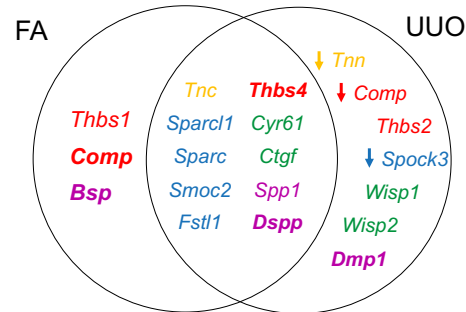 FA
UUO
Thbs1
Comp
Bsp
Tnc
Sparcl1
Sparc
Smoc2
Fstl1
Thbs4
Cyr61
Ctgf
Spp1
Dspp
↓ Tnn
↓ Comp
Thbs2
↓ Spock3
Wisp1
Wisp2
Dmp1